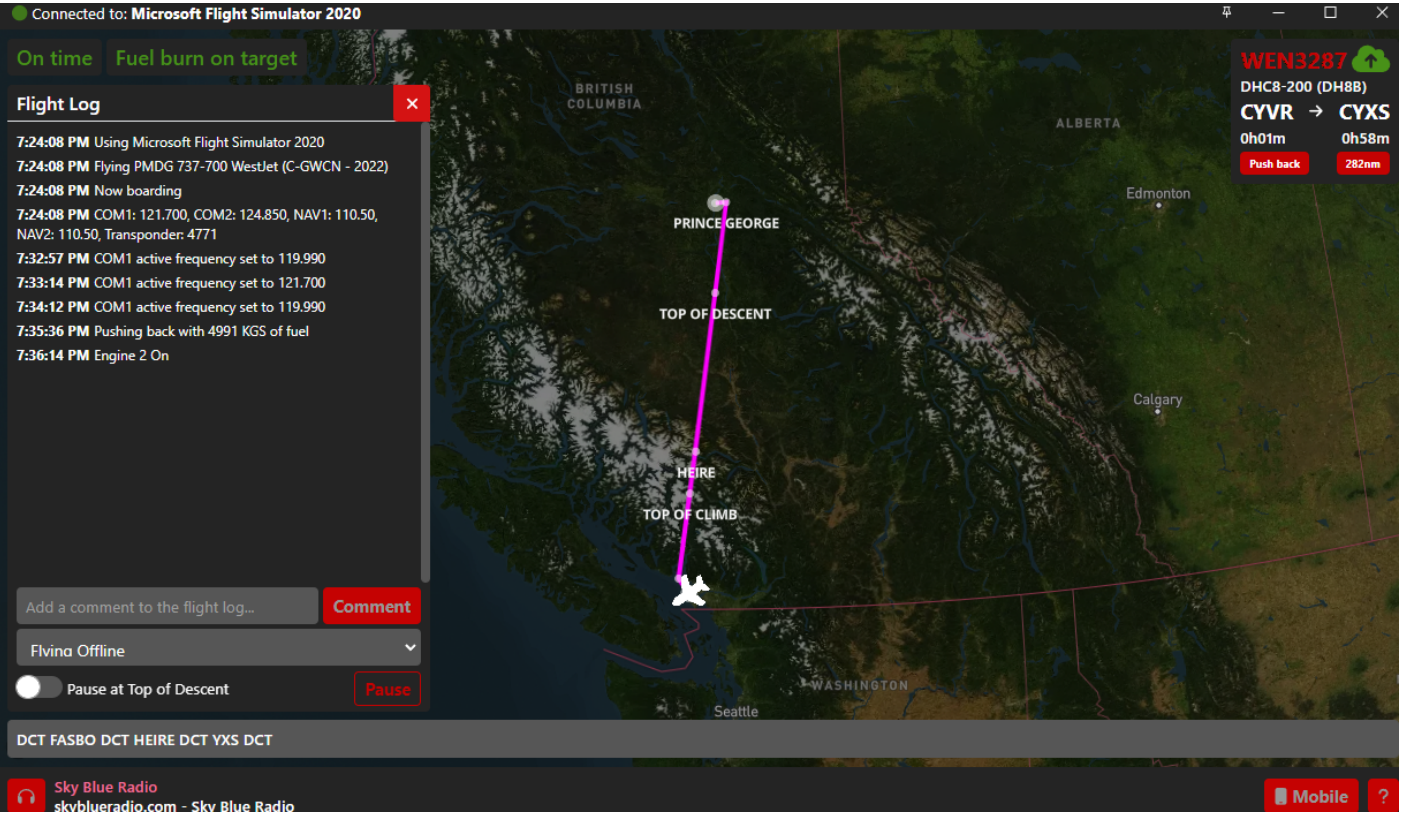 Connected to: Microsoft Flight Simulator 2020
On time
Fuel burn on target
Flight Log
7:24:08 PM Using Microsoft Flight Simulator 2020
7:24:08 PM Flying PMDG 737-700 WestJet (C-GWCN - 2022)
7:24:08 PM Now boarding
7:24:08 PM COM1: 121.700, COM2: 124.850, NAV1: 110.50,
NAV2: 110.50, Transponder: 4771
7:32:57 PM COM1 active frequency set to 119.990
7:33:14 PM COM1 active frequency set to 121.700
7:34:12 PM COM1 active frequency set to 119.990
7:35:36 PM Pushing back with 4991 KGS of fuel
7:36:14 PM Engine 2 On
Add a comment to the flight log...
Comment
Flying Offline
Pause at Top of Descent
Pause
BRITISH
COLUMBIA
ALBERTA
Edmonton
PRINCE GEORGE
TOP OF DESCENT
Calgary
HEIRE
TOP OF CLIMB
WASHINGTON
Seattle
WEN3287
DHC8-200 (DH8B)
CYVR → CYXS
0h01m 0h58m
Push back 282nm
DCT FASBO DCT HEIRE DCT YXS DCT
Sky Blue Radio
skyblueradio.com - Sky Blue Radio
Mobile
?